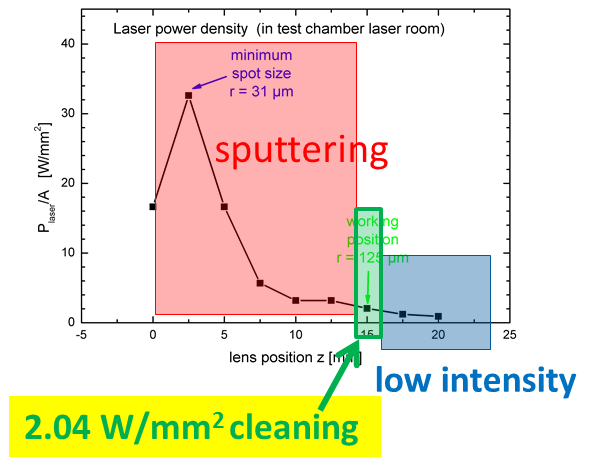 Laser power density (in test chamber laser room)
40
30
20
10
0
P_laser/A [W/mm²]
minimum
spot size
r = 31 µm
sputtering
working
position
r = 125 µm
-5
0
5
10
15
20
25
lens position z [mm]
low intensity
2.04 W/mm² cleaning